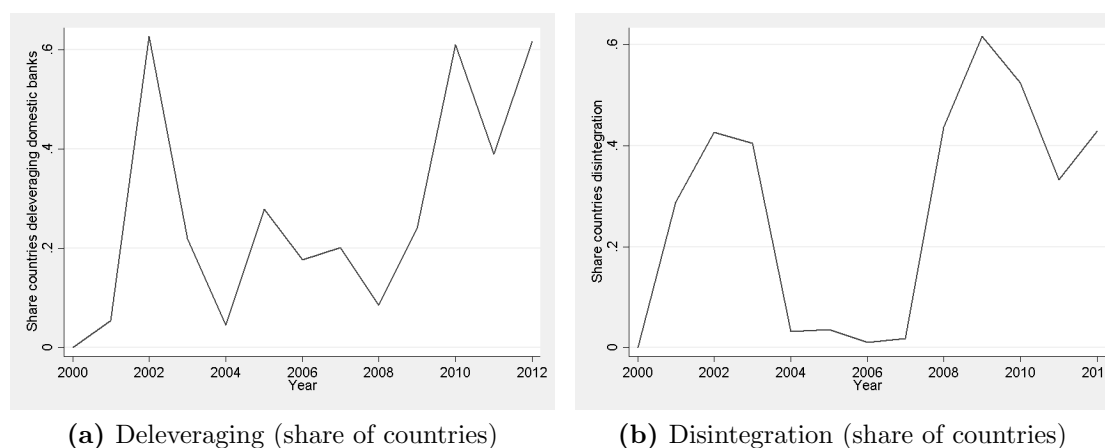 Share countries deleveraging domestic banks
.6
.4
.2
0
2000 2002 2004 2006 2008 2010 2012
Year
(a) Deleveraging (share of countries)
Share countries disintegration
.6
.4
.2
0
2000 2002 2004 2006 2008 2010 201
Year
(b) Disintegration (share of countries)